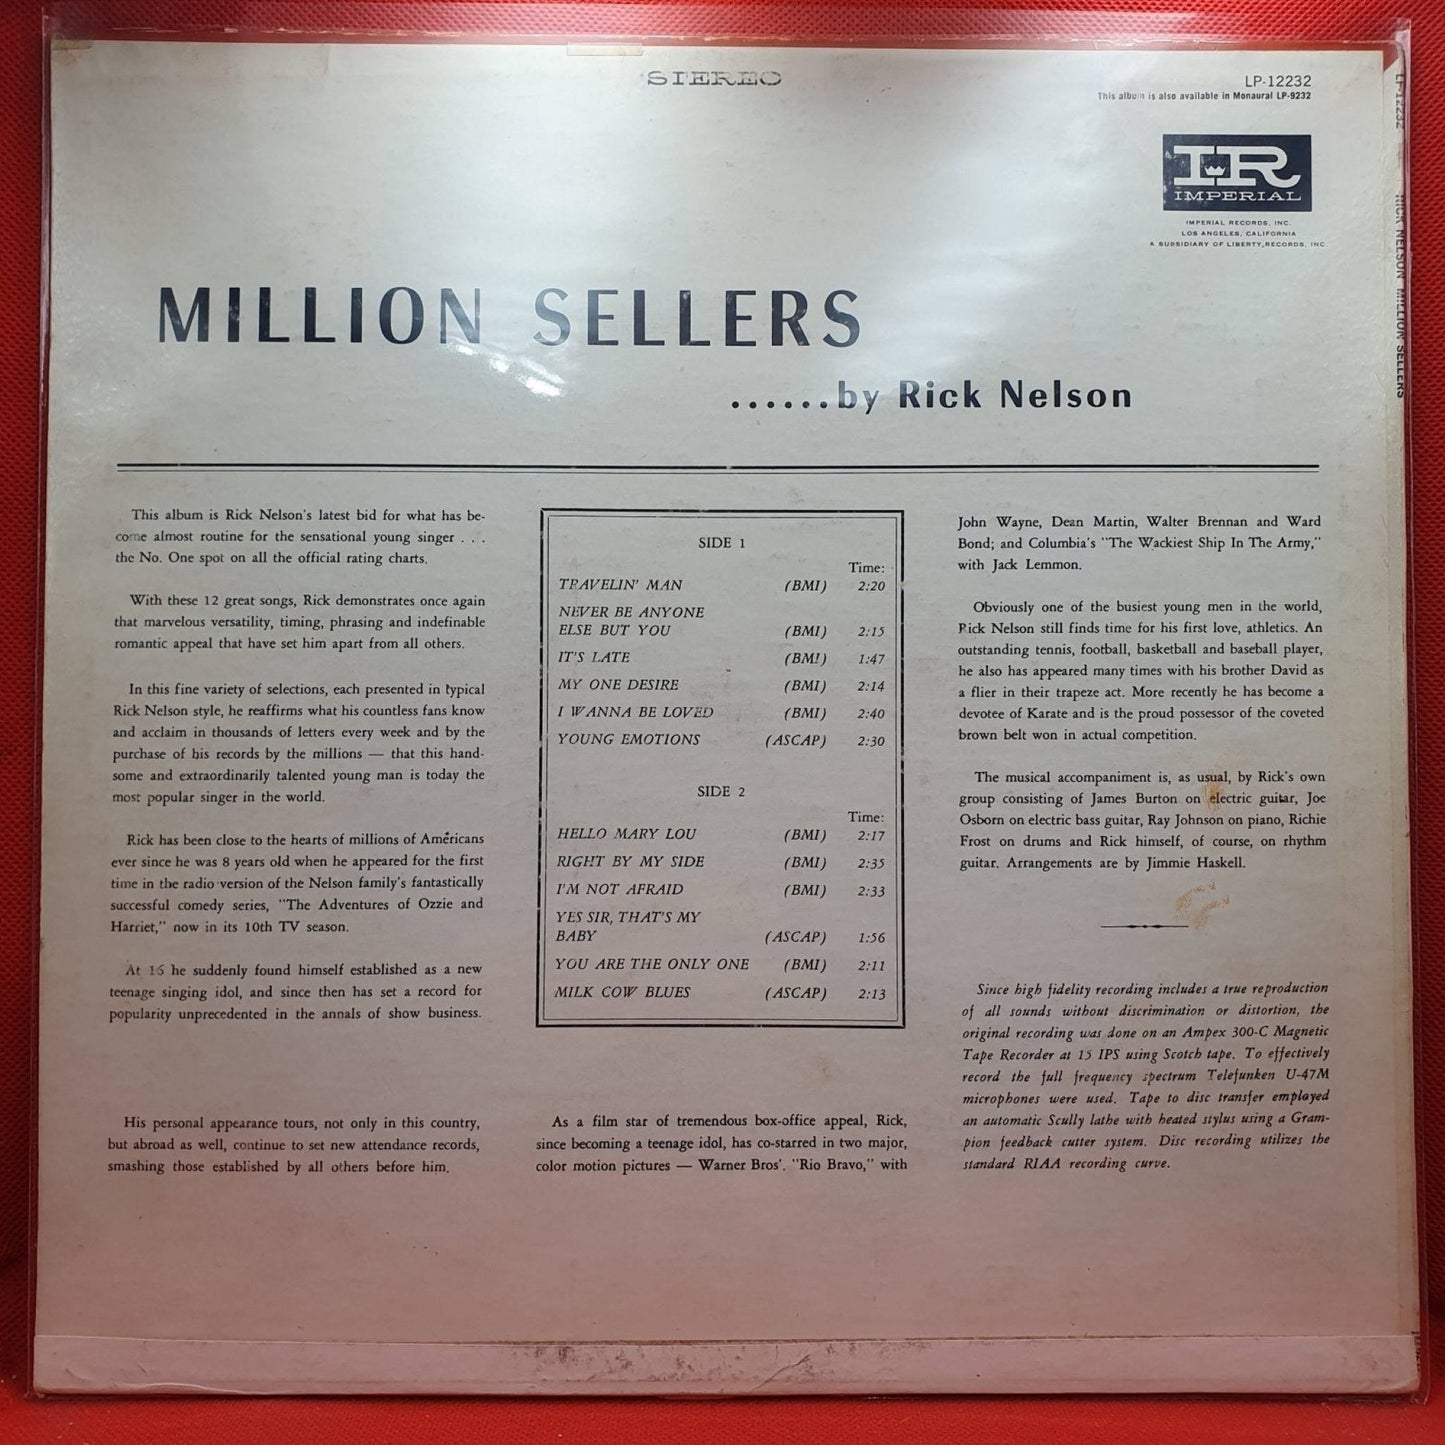 STEREO
LP-12232
This album is also available in Monaural LP-9232
IR
IMPERIAL
IMPERIAL RECORDS, INC.
LOS ANGELES, CALIFORNIA
A SUBSIDIARY OF LIBERTY RECORDS, INC
MILLION SELLERS
......by Rick Nelson
This album is Rick Nelson's latest bid for what has be-
come almost routine for the sensational young singer . . .
the No. One spot on all the official rating charts.
With these 12 great songs, Rick demonstrates once again
that marvelous versatility, timing, phrasing and indefinable
romantic appeal that have set him apart from all others.
In this fine variety of selections, each presented in typical
Rick Nelson style, he reaffirms what his countless fans know
and acclaim in thousands of letters every week and by the
purchase of his records by the millions — that this hand-
some and extraordinarily talented young man is today the
most popular singer in the world.
Rick has been close to the hearts of millions of Americans
ever since he was 8 years old when he appeared for the first
time in the radio version of the Nelson family's fantastically
successful comedy series, "The Adventures of Ozzie and
Harriet," now in its 10th TV season.
At 16 he suddenly found himself established as a new
teenage singing idol, and since then has set a record for
popularity unprecedented in the annals of show business.
His personal appearance tours, not only in this country,
but abroad as well, continue to set new attendance records,
smashing those established by all others before him.
SIDE 1
Time:
TRAVELIN' MAN (BMI) 2:20
NEVER BE ANYONE
ELSE BUT YOU (BMI) 2:15
IT'S LATE (BMI) 1:47
MY ONE DESIRE (BMI) 2:14
I WANNA BE LOVED (BMI) 2:40
YOUNG EMOTIONS (ASCAP) 2:30
SIDE 2
Time:
HELLO MARY LOU (BMI) 2:17
RIGHT BY MY SIDE (BMI) 2:35
I'M NOT AFRAID (BMI) 2:33
YES SIR, THAT'S MY
BABY (ASCAP) 1:56
YOU ARE THE ONLY ONE (BMI) 2:11
MILK COW BLUES (ASCAP) 2:13
As a film star of tremendous box-office appeal, Rick,
since becoming a teenage idol, has co-starred in two major,
color motion pictures — Warner Bros'. "Rio Bravo," with
John Wayne, Dean Martin, Walter Brennan and Ward
Bond; and Columbia's "The Wackiest Ship In The Army,"
with Jack Lemmon.
Obviously one of the busiest young men in the world,
Rick Nelson still finds time for his first love, athletics. An
outstanding tennis, football, basketball and baseball player,
he also has appeared many times with his brother David as
a flier in their trapeze act. More recently he has become a
devotee of Karate and is the proud possessor of the coveted
brown belt won in actual competition.
The musical accompaniment is, as usual, by Rick's own
group consisting of James Burton on electric guitar, Joe
Osborn on electric bass guitar, Ray Johnson on piano, Richie
Frost on drums and Rick himself, of course, on rhythm
guitar. Arrangements are by Jimmie Haskell.
Since high fidelity recording includes a true reproduction
of all sounds without discrimination or distortion, the
original recording was done on an Ampex 300-C Magnetic
Tape Recorder at 15 IPS using Scotch tape. To effectively
record the full frequency spectrum Telefunken U-47M
microphones were used. Tape to disc transfer employed
an automatic Scully lathe with heated stylus using a Gram-
pion feedback cutter system. Disc recording utilizes the
standard RIAA recording curve.
LP-12232 RICK NELSON MILLION SELLERS